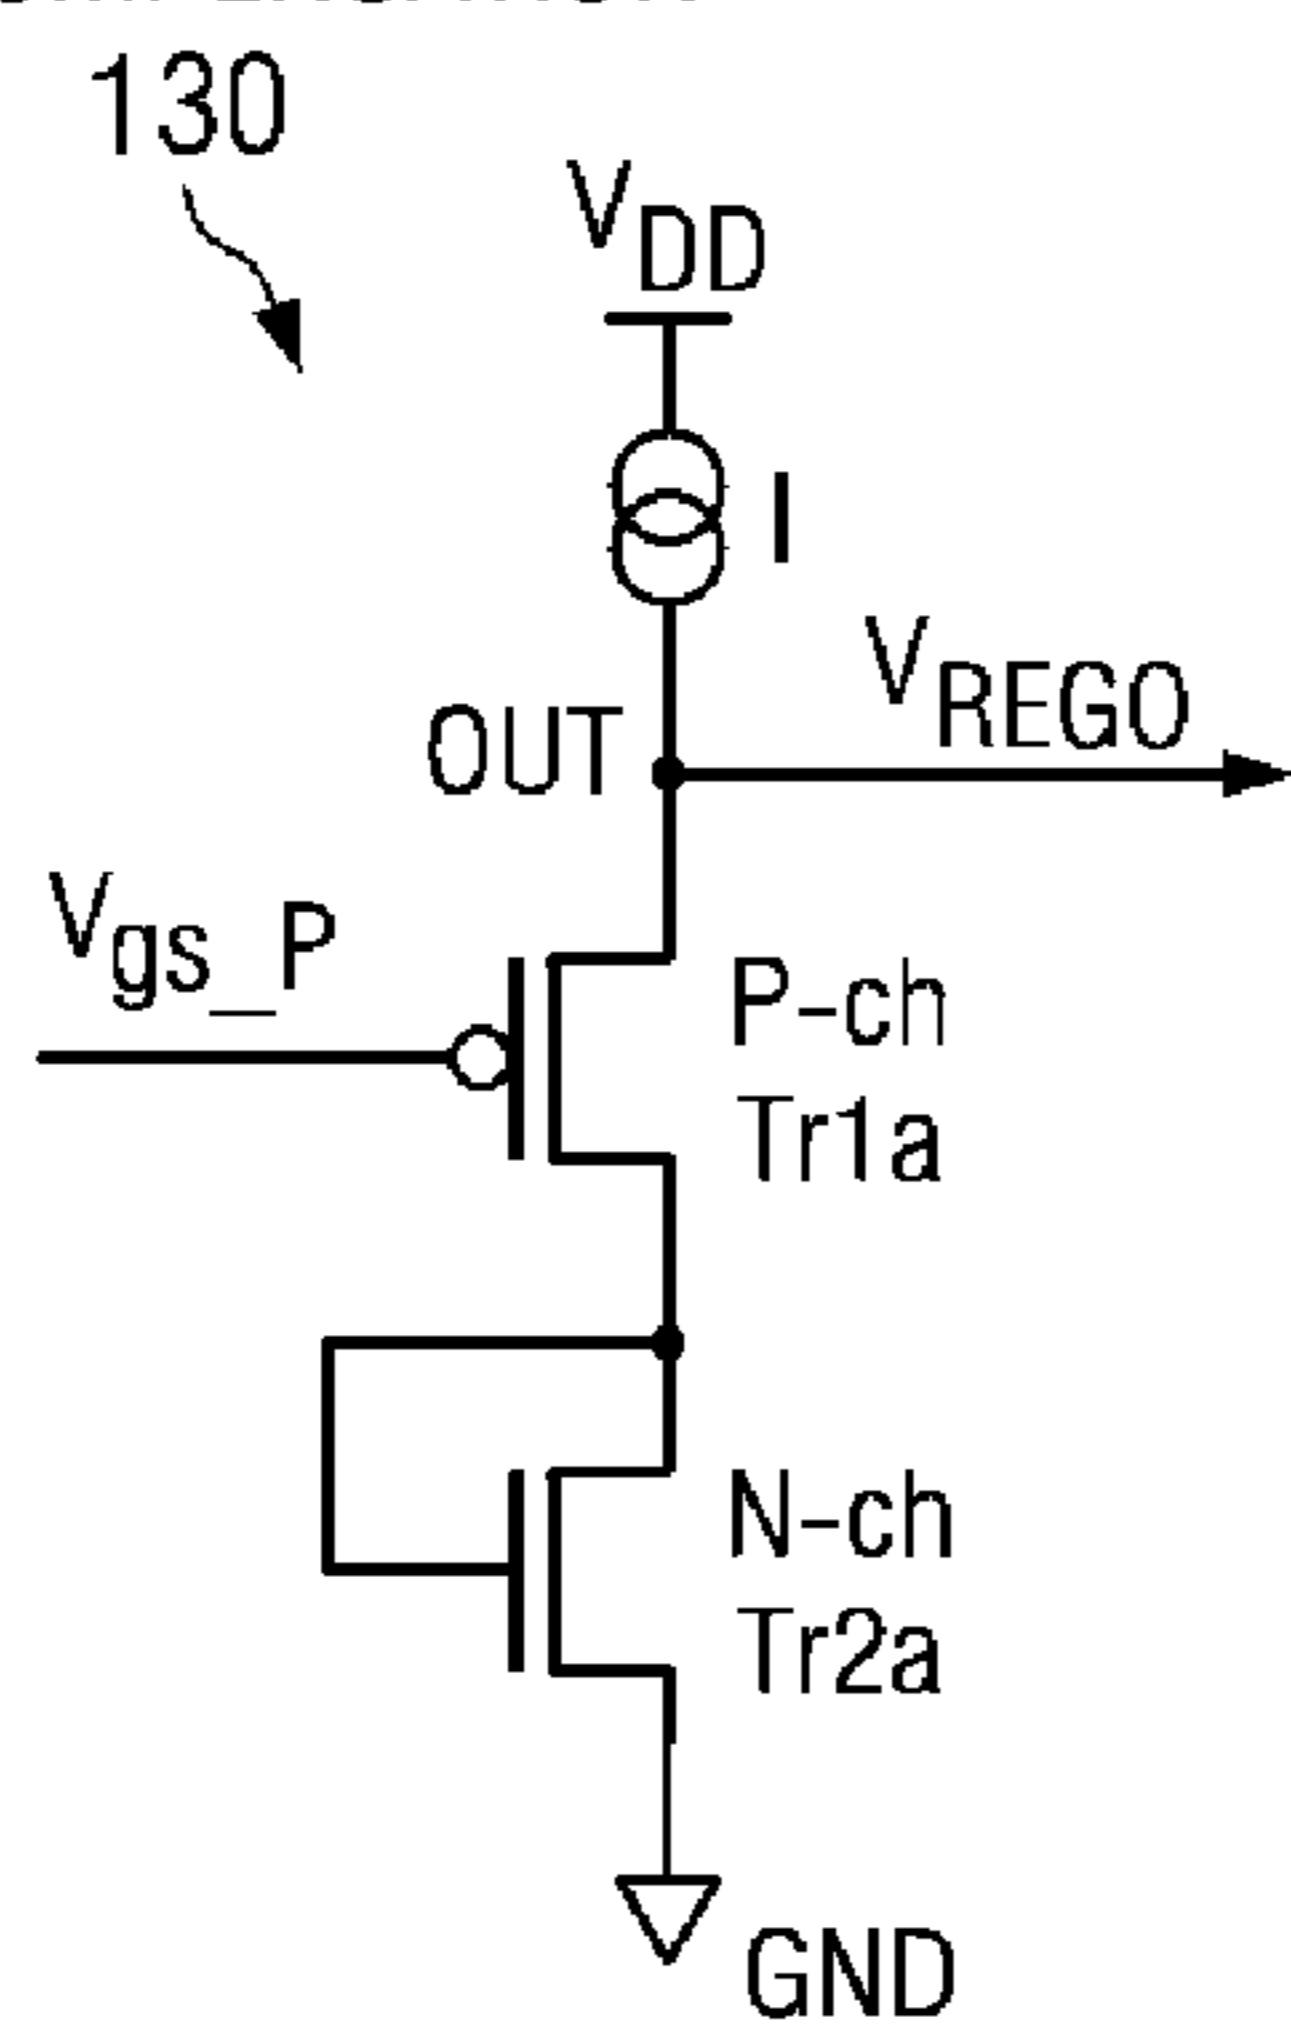 130
VDD
I
VREGO
OUT
Vgs_P
P-ch
Tr1a
N-ch
Tr2a
GND